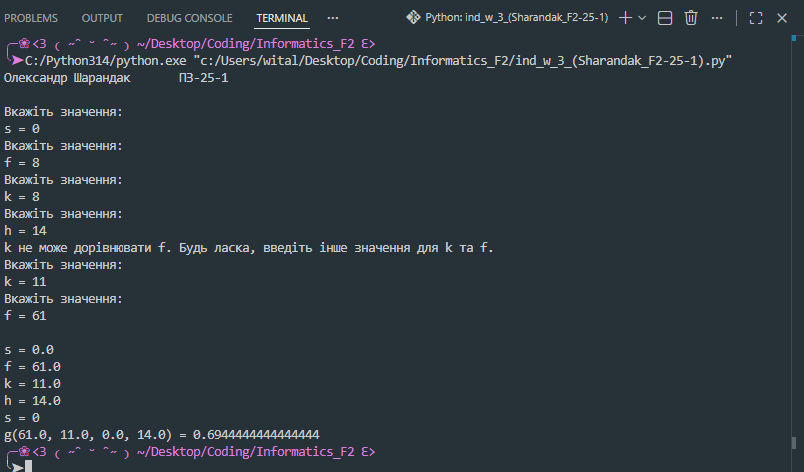 PROBLEMS OUTPUT DEBUG CONSOLE TERMINAL ··· Python: ind_w_3_(Sharandak_F2-25-1)
<3 ( ˶ˆ ᵕ ˆ˶ ) ~/Desktop/Coding/Informatics_F2 Ɛ>
C:/Python314/python.exe "c:/Users/wital/Desktop/Coding/Informatics_F2/ind_w_3_(Sharandak_F2-25-1).py"
Олександр Шарандак ПЗ-25-1
Вкажіть значення:
s = 0
Вкажіть значення:
f = 8
Вкажіть значення:
k = 8
Вкажіть значення:
h = 14
k не може дорівнювати f. Будь ласка, введіть інше значення для k та f.
Вкажіть значення:
k = 11
Вкажіть значення:
f = 61
s = 0.0
f = 61.0
k = 11.0
h = 14.0
s = 0
g(61.0, 11.0, 0.0, 14.0) = 0.6944444444444444
<3 ( ˶ˆ ᵕ ˆ˶ ) ~/Desktop/Coding/Informatics_F2 Ɛ>